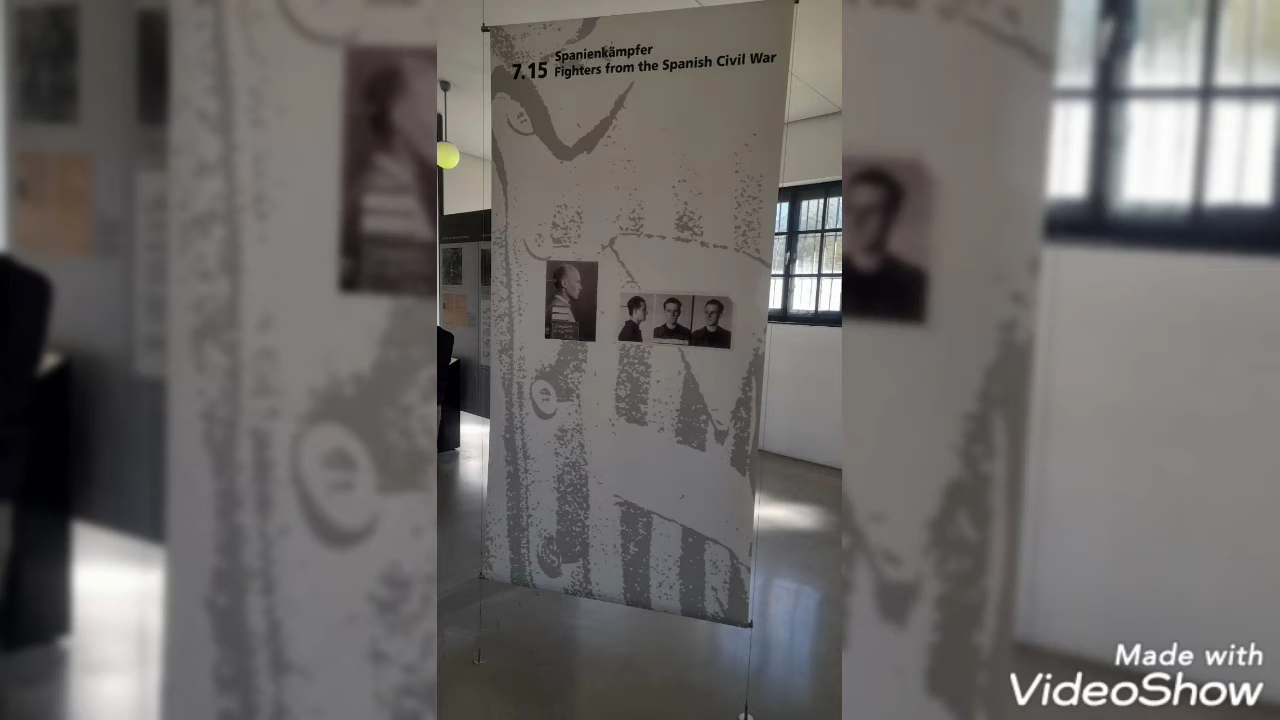 Spanienkämpfer
7.15 Fighters from the Spanish Civil War
Made with
VideoShow